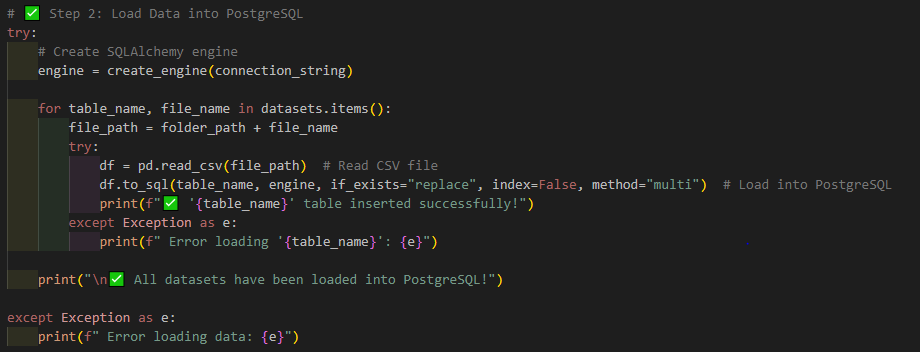 # ✅ Step 2: Load Data into PostgreSQL
try:
    # Create SQLAlchemy engine
    engine = create_engine(connection_string)

    for table_name, file_name in datasets.items():
        file_path = folder_path + file_name
        try:
            df = pd.read_csv(file_path)  # Read CSV file
            df.to_sql(table_name, engine, if_exists="replace", index=False, method="multi")  # Load into PostgreSQL
            print(f"✅ '{table_name}' table inserted successfully!")
        except Exception as e:
            print(f" Error loading '{table_name}': {e}")

    print("\n✅ All datasets have been loaded into PostgreSQL!")

except Exception as e:
    print(f" Error loading data: {e}")